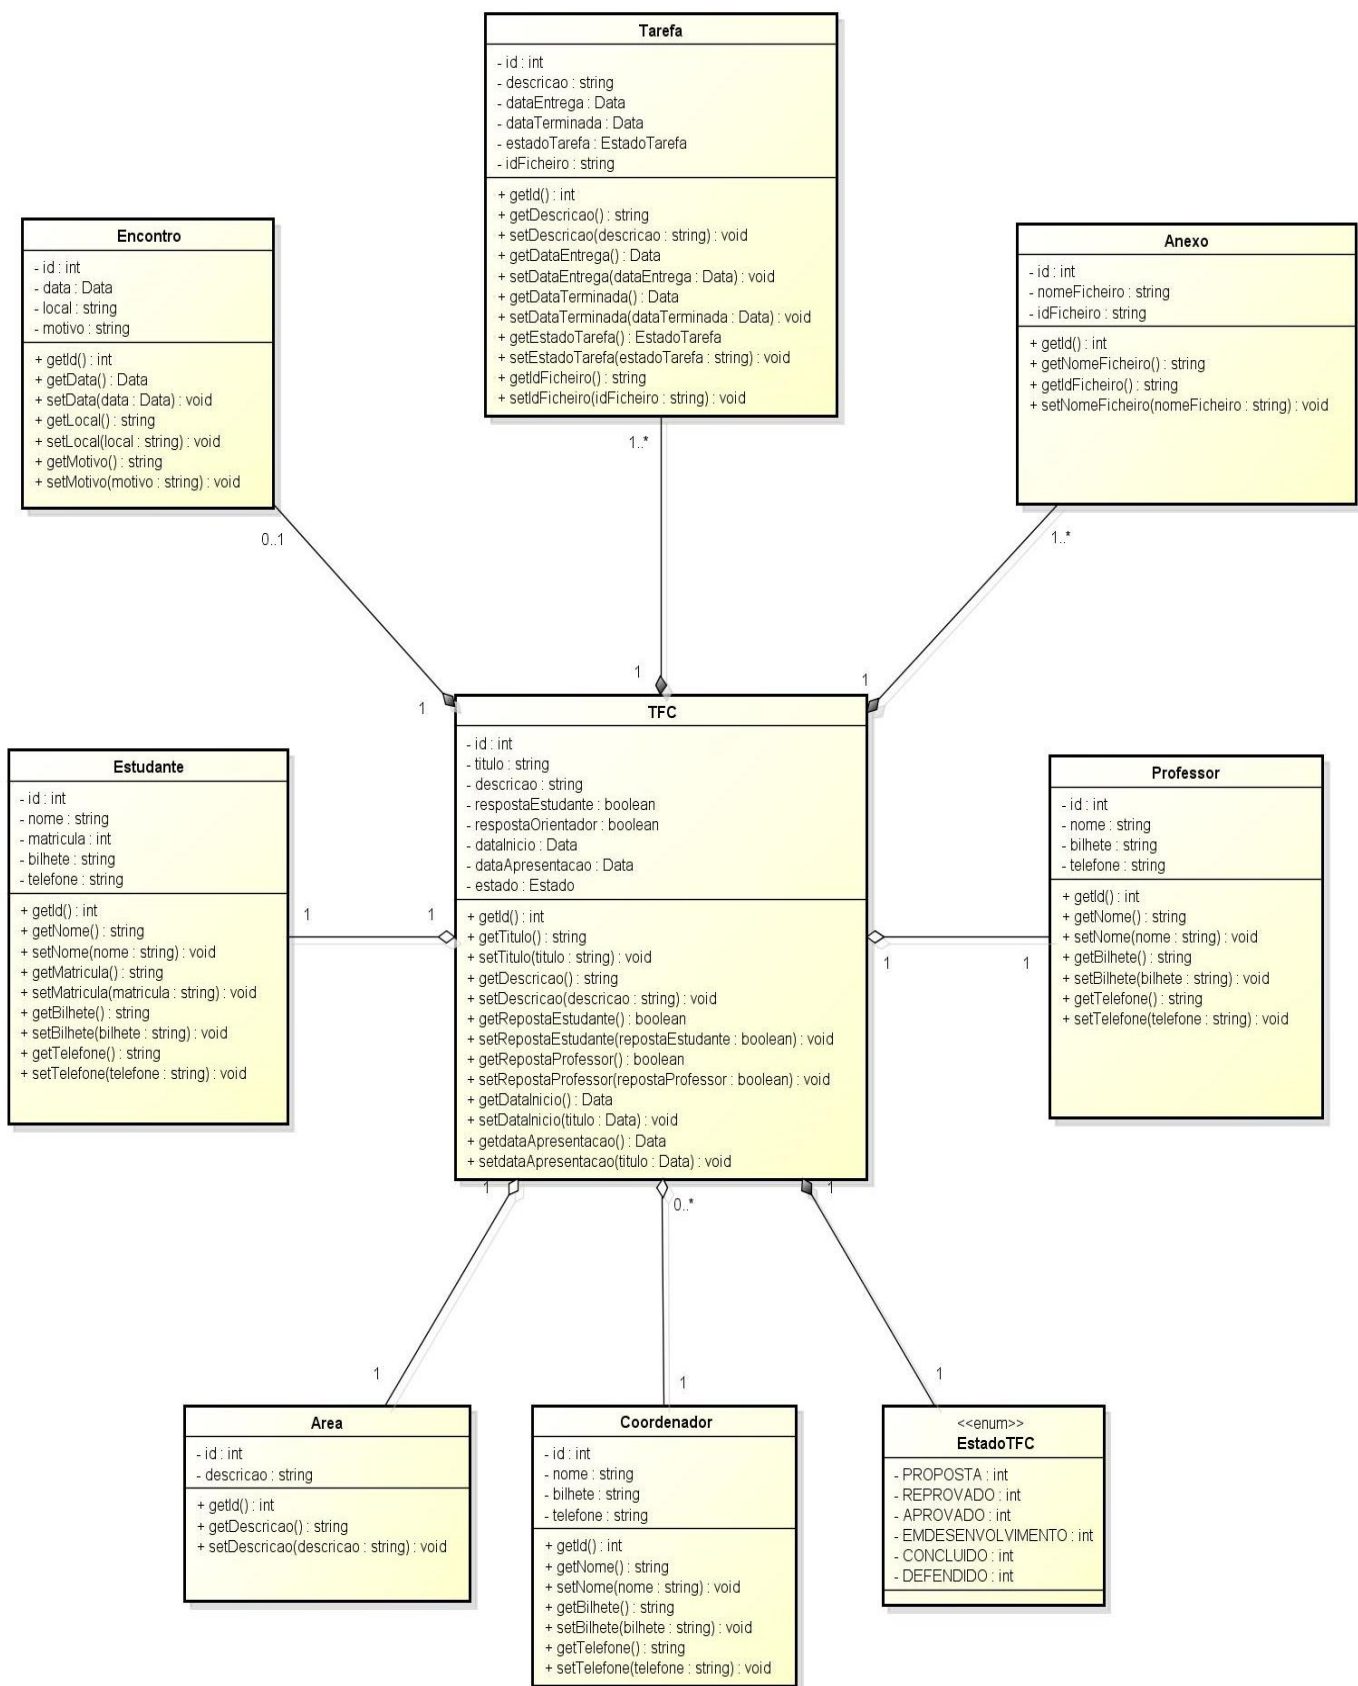 Tarefa
- id : int
- descricao : string
- dataEntrega : Data
- dataTerminada : Data
- estadoTarefa : EstadoTarefa
- idFicheiro : string
+ getId() : int
+ getDescricao() : string
+ setDescricao(descricao : string) : void
+ getDataEntrega() : Data
+ setDataEntrega(dataEntrega : Data) : void
+ getDataTerminada() : Data
+ setDataTerminada(dataTerminada : Data) : void
+ getEstadoTarefa() : EstadoTarefa
+ setEstadoTarefa(estadoTarefa : string) : void
+ getIdFicheiro() : string
+ setIdFicheiro(idFicheiro : string) : void
1..*
1
Encontro
- id : int
- data : Data
- local : string
- motivo : string
+ getId() : int
+ getData() : Data
+ setData(data : Data) : void
+ getLocal() : string
+ setLocal(local : string) : void
+ getMotivo() : string
+ setMotivo(motivo : string) : void
0..1
1
Anexo
- id : int
- nomeFicheiro : string
- idFicheiro : string
+ getId() : int
+ getNomeFicheiro() : string
+ getIdFicheiro() : string
+ setNomeFicheiro(nomeFicheiro : string) : void
1..*
1
Estudante
- id : int
- nome : string
- matricula : int
- bilhete : string
- telefone : string
+ getId() : int
+ getNome() : string
+ setNome(nome : string) : void
+ getMatricula() : string
+ setMatricula(matricula : string) : void
+ getBilhete() : string
+ setBilhete(bilhete : string) : void
+ getTelefone() : string
+ setTelefone(telefone : string) : void
1
1
TFC
- id : int
- titulo : string
- descricao : string
- respostaEstudante : boolean
- respostaOrientador : boolean
- dataInicio : Data
- dataApresentacao : Data
- estado : Estado
+ getId() : int
+ getTitulo() : string
+ setTitulo(titulo : string) : void
+ getDescricao() : string
+ setDescricao(descricao : string) : void
+ getRepostaEstudante() : boolean
+ setRepostaEstudante(repostaEstudante : boolean) : void
+ getRepostaProfessor() : boolean
+ setRepostaProfessor(repostaProfessor : boolean) : void
+ getDataInicio() : Data
+ setDataInicio(titulo : Data) : void
+ getdataApresentacao() : Data
+ setdataApresentacao(titulo : Data) : void
Professor
- id : int
- nome : string
- bilhete : string
- telefone : string
+ getId() : int
+ getNome() : string
+ setNome(nome : string) : void
+ getBilhete() : string
+ setBilhete(bilhete : string) : void
+ getTelefone() : string
+ setTelefone(telefone : string) : void
1
1
1
0..*
1
1
1
1
Area
- id : int
- descricao : string
+ getId() : int
+ getDescricao() : string
+ setDescricao(descricao : string) : void
Coordenador
- id : int
- nome : string
- bilhete : string
- telefone : string
+ getId() : int
+ getNome() : string
+ setNome(nome : string) : void
+ getBilhete() : string
+ setBilhete(bilhete : string) : void
+ getTelefone() : string
+ setTelefone(telefone : string) : void
<<enum>>
EstadoTFC
- PROPOSTA : int
- REPROVADO : int
- APROVADO : int
- EMDESENVOLVIMENTO : int
- CONCLUIDO : int
- DEFENDIDO : int